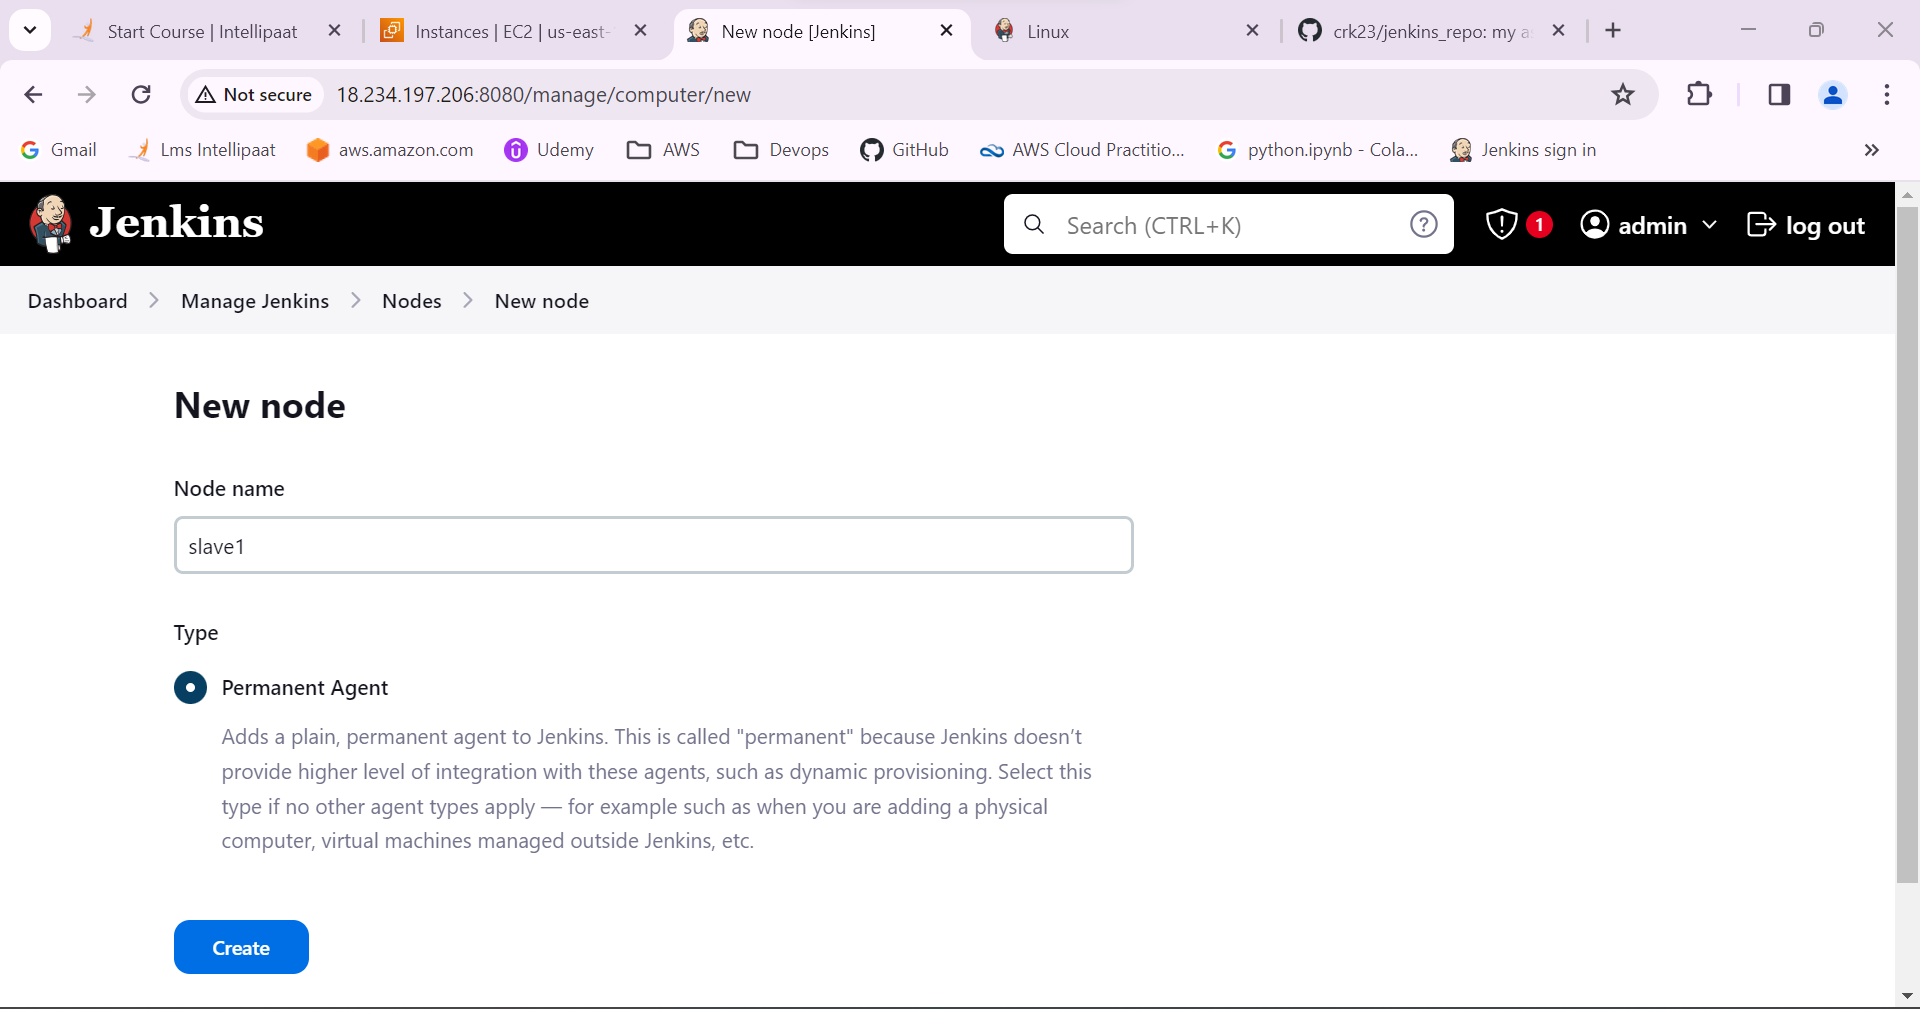 Start Course | Intellipaat
Instances | EC2 | us-east-
New node [Jenkins]
Linux
crk23/jenkins_repo: my as
Not secure
18.234.197.206:8080/manage/computer/new
Gmail
Lms Intellipaat
aws.amazon.com
Udemy
AWS
Devops
GitHub
AWS Cloud Practitio...
python.ipynb - Cola...
Jenkins sign in
Jenkins
Search (CTRL+K)
1
admin
log out
Dashboard
Manage Jenkins
Nodes
New node
New node
Node name
slave1
Type
Permanent Agent
Adds a plain, permanent agent to Jenkins. This is called "permanent" because Jenkins doesn’t
provide higher level of integration with these agents, such as dynamic provisioning. Select this
type if no other agent types apply — for example such as when you are adding a physical
computer, virtual machines managed outside Jenkins, etc.
Create